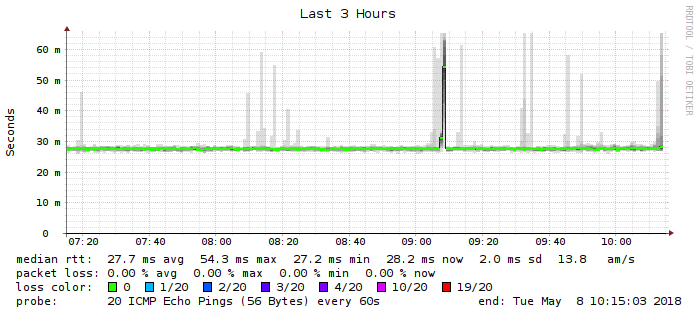 Last 3 Hours
RRDTOOL / TOBI OETIKER
Seconds
60 m
50 m
40 m
30 m
20 m
10 m
0
07:20 07:40 08:00 08:20 08:40 09:00 09:20 09:40 10:00
median rtt: 27.7 ms avg 54.3 ms max 27.2 ms min 28.2 ms now 2.0 ms sd 13.8 am/s
packet loss: 0.00 % avg 0.00 % max 0.00 % min 0.00 % now
loss color: 0 1/20 2/20 3/20 4/20 10/20 19/20
probe: 20 ICMP Echo Pings (56 Bytes) every 60s end: Tue May 8 10:15:03 2018